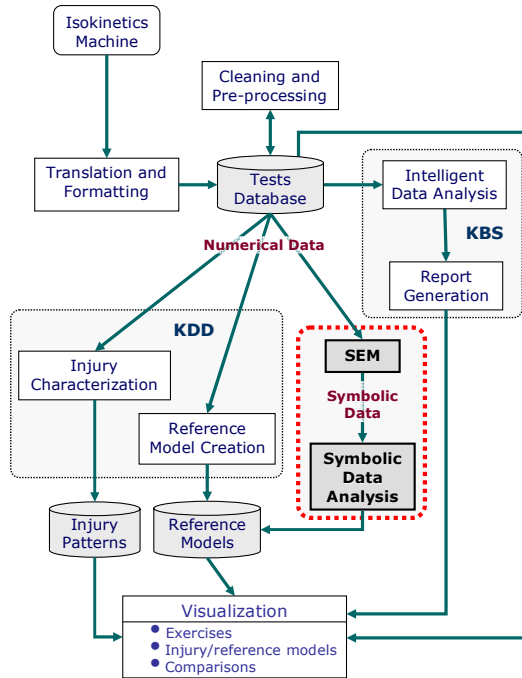 Isokinetics
Machine
Cleaning and
Pre-processing
Translation and
Formatting
Tests
Database
Intelligent
Data Analysis
KBS
Numerical Data
Report
Generation
KDD
Injury
Characterization
SEM
Symbolic
Data
Reference
Model Creation
Symbolic
Data
Analysis
Injury
Patterns
Reference
Models
Visualization
• Exercises
• Injury/reference models
• Comparisons